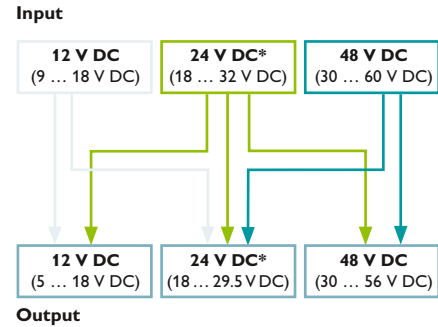 Input
12 V DC
(9 … 18 V DC)
24 V DC*
(18 … 32 V DC)
48 V DC
(30 … 60 V DC)
12 V DC
(5 … 18 V DC)
24 V DC*
(18 … 29.5 V DC)
48 V DC
(30 … 56 V DC)
Output